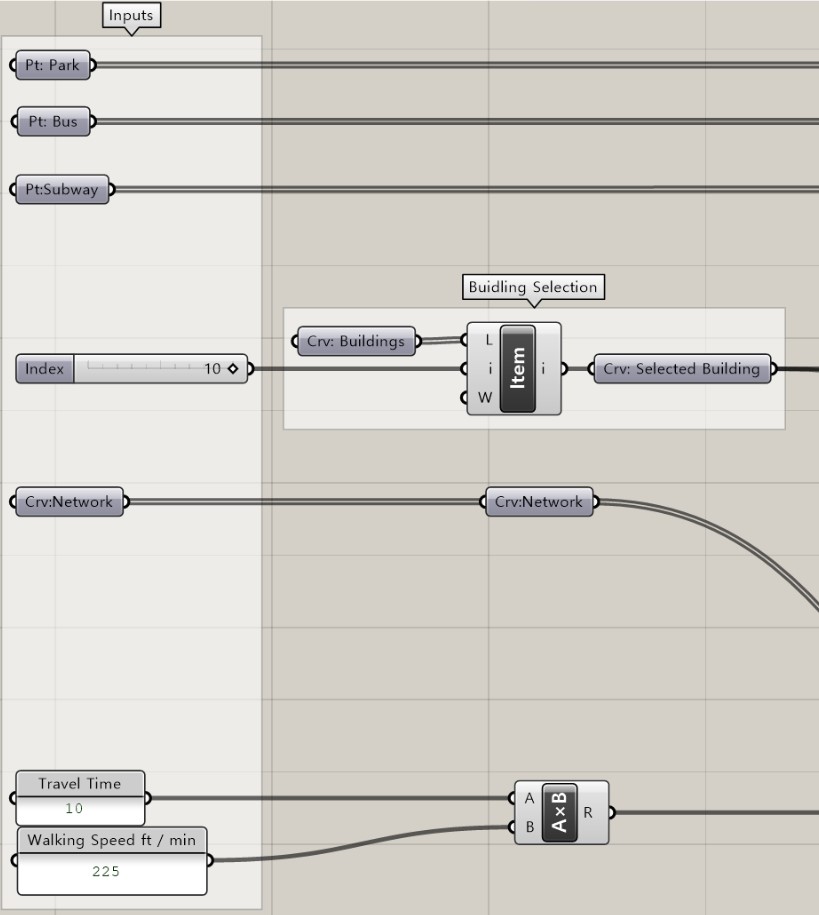 Inputs
Pt: Park
Pt: Bus
Pt:Subway
Buidling Selection
Crv: Buildings
L
Index 10
i
Item
i
Crv: Selected Building
W
Crv:Network
Crv:Network
Travel Time
10
A
A×B
R
B
Walking Speed ft / min
225